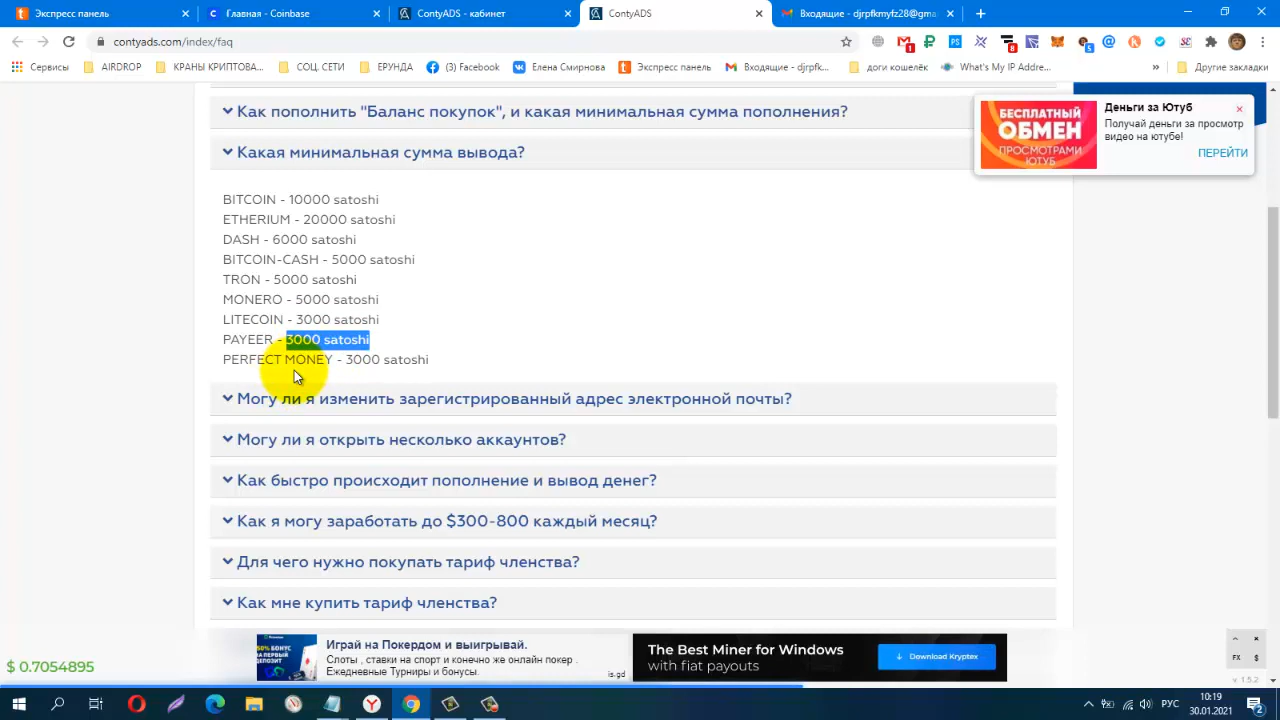 Экспресс панель
Главная - Coinbase
ContyADS - кабинет
ContyADS
Входящие - djrpfkmyfz28@gma
contyads.com/index/faq
Сервисы
AIRDROP
КРАНЫ КРИПТОВА...
СОЦ СЕТИ
ЕРУНДА
(3) Facebook
Елена Смирнова
Экспресс панель
Входящие - djrpfk...
доги кошелёк
What's My IP Addre...
»
Другие закладки
Как пополнить "Баланс покупок", и какая минимальная сумма пополнения?
Какая минимальная сумма вывода?
BITCOIN - 10000 satoshi
ETHERIUM - 20000 satoshi
DASH - 6000 satoshi
BITCOIN-CASH - 5000 satoshi
TRON - 5000 satoshi
MONERO - 5000 satoshi
LITECOIN - 3000 satoshi
PAYEER - 3000 satoshi
PERFECT MONEY - 3000 satoshi
Могу ли я изменить зарегистрированный адрес электронной почты?
Могу ли я открыть несколько аккаунтов?
Как быстро происходит пополнение и вывод денег?
Как я могу заработать до $300-800 каждый месяц?
Для чего нужно покупать тариф членства?
Как мне купить тариф членства?
БЕСПЛАТНЫЙ
ОБМЕН
ПРОСМОТРАМИ
ЮТУБ
Деньги за Ютуб
Получай деньги за просмотр
видео на ютубе!
ПЕРЕЙТИ
$ 0.7054895
Играй на Покердом и выигрывай.
Слоты , ставки на спорт и конечно же онлайн покер .
Ежедневные Турниры и бонусы.
is.gd
The Best Miner for Windows
with fiat payouts
Download Kryptex
FX $
v. 1.5.2
РУС
10:19
30.01.2021
2